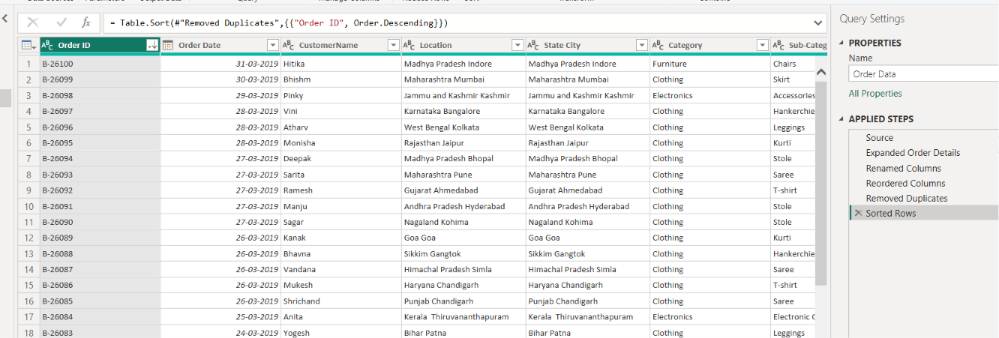 Query
Sort
= Table.Sort(#"Removed Duplicates",{{"Order ID", Order.Descending}})
Order ID Order Date CustomerName Location State City Category Sub-Categ
1 B-26100 31-03-2019 Hitika Madhya Pradesh Indore Madhya Pradesh Indore Furniture Chairs
2 B-26099 30-03-2019 Bhishm Maharashtra Mumbai Maharashtra Mumbai Clothing Skirt
3 B-26098 29-03-2019 Pinky Jammu and Kashmir Kashmir Jammu and Kashmir Kashmir Electronics Accessories
4 B-26097 28-03-2019 Vini Karnataka Bangalore Karnataka Bangalore Clothing Hankerchie
5 B-26096 28-03-2019 Atharv West Bengal Kolkata West Bengal Kolkata Clothing Leggings
6 B-26095 28-03-2019 Monisha Rajasthan Jaipur Rajasthan Jaipur Clothing Kurti
7 B-26094 27-03-2019 Deepak Madhya Pradesh Bhopal Madhya Pradesh Bhopal Clothing Stole
8 B-26093 27-03-2019 Sarita Maharashtra Pune Maharashtra Pune Clothing Saree
9 B-26092 27-03-2019 Ramesh Gujarat Ahmedabad Gujarat Ahmedabad Clothing T-shirt
10 B-26091 27-03-2019 Manju Andhra Pradesh Hyderabad Andhra Pradesh Hyderabad Clothing Stole
11 B-26090 27-03-2019 Sagar Nagaland Kohima Nagaland Kohima Clothing Stole
12 B-26089 26-03-2019 Kanak Goa Goa Goa Goa Clothing Kurti
13 B-26088 26-03-2019 Bhavna Sikkim Gangtok Sikkim Gangtok Clothing Hankerchie
14 B-26087 26-03-2019 Vandana Himachal Pradesh Simla Himachal Pradesh Simla Clothing Saree
15 B-26086 26-03-2019 Mukesh Haryana Chandigarh Haryana Chandigarh Clothing T-shirt
16 B-26085 26-03-2019 Shrichand Punjab Chandigarh Punjab Chandigarh Clothing Saree
17 B-26084 25-03-2019 Anita Kerala Thiruvananthapuram Kerala Thiruvananthapuram Electronics Electronic
18 B-26083 24-03-2019 Yogesh Bihar Patna Bihar Patna Clothing Leggings
Query Settings
PROPERTIES
Name
Order Data
All Properties
APPLIED STEPS
Source
Expanded Order Details
Renamed Columns
Reordered Columns
Removed Duplicates
Sorted Rows